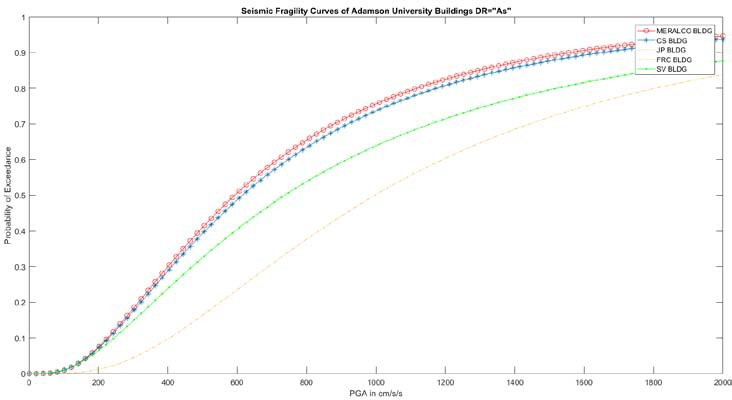 Seismic Fragility Curves of Adamson University Buildings DR="As"
1
0.9
0.8
0.7
0.6
0.5
0.4
0.3
0.2
0.1
0
Probability of Exceedance
MERALCO BLDG
CS BLDG
JP BLDG
FRC BLDG
SV BLDG
0 200 400 600 800 1000 1200 1400 1600 1800 2000
PGA in cm/s/s